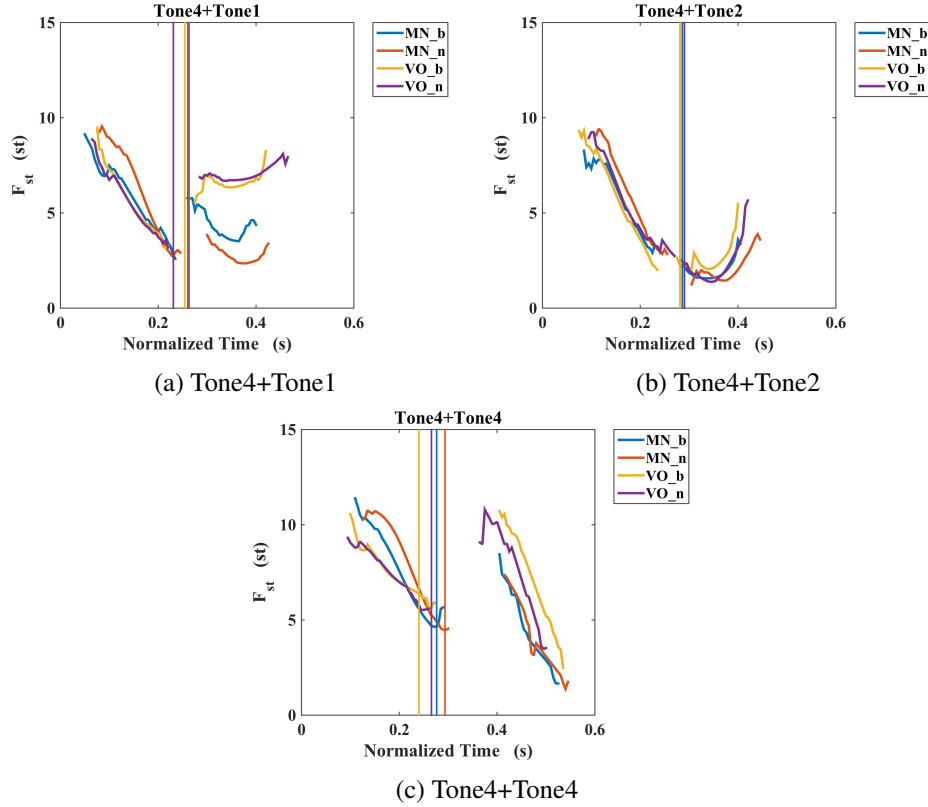 Tone4+Tone1
15
10
5
0
F_st (st)
0 0.2 0.4 0.6
Normalized Time (s)
MN_b
MN_n
VO_b
VO_n
(a) Tone4+Tone1
Tone4+Tone2
15
10
5
0
F_st (st)
0 0.2 0.4 0.6
Normalized Time (s)
MN_b
MN_n
VO_b
VO_n
(b) Tone4+Tone2
Tone4+Tone4
15
10
5
0
F_st (st)
0 0.2 0.4 0.6
Normalized Time (s)
MN_b
MN_n
VO_b
VO_n
(c) Tone4+Tone4